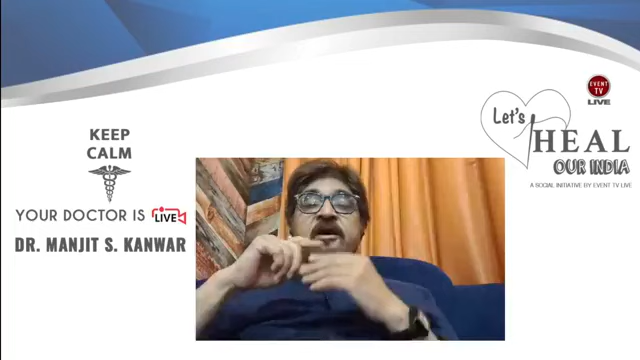 EVENT
TV
LIVE
Let's
HEAL
OUR INDIA
A SOCIAL INITIATIVE BY EVENT TV LIVE
KEEP
CALM
YOUR DOCTOR IS LIVE
DR. MANJIT S. KANWAR